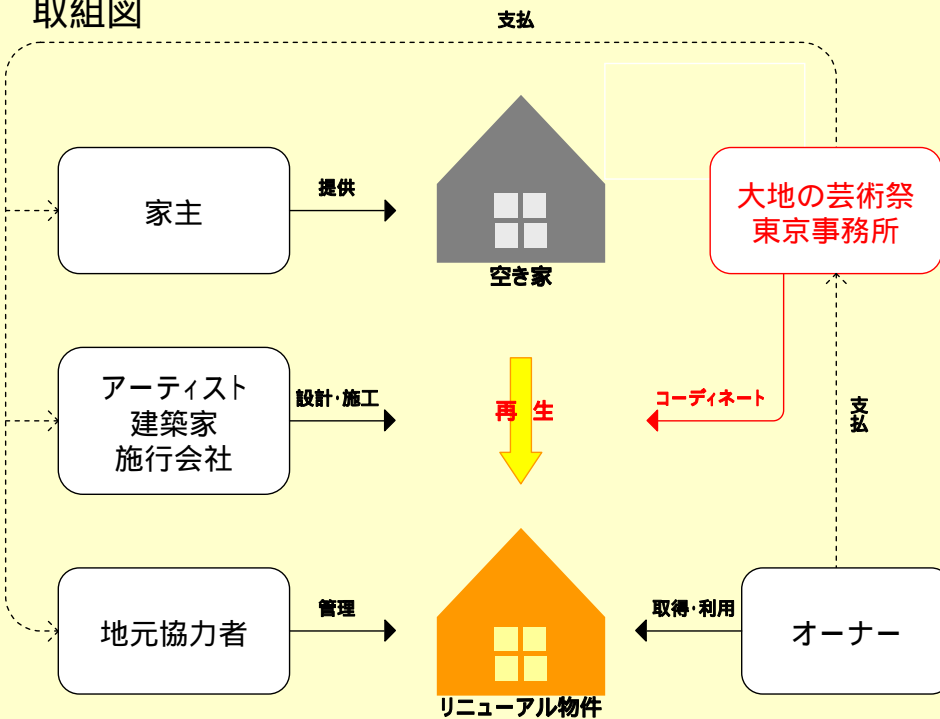 取組図
支払
家主
提供
空き家
大地の芸術祭
東京事務所
アーティスト
建築家
施行会社
設計・施工
再生
コーディネート
支払
地元協力者
管理
リニューアル物件
取得・利用
オーナー